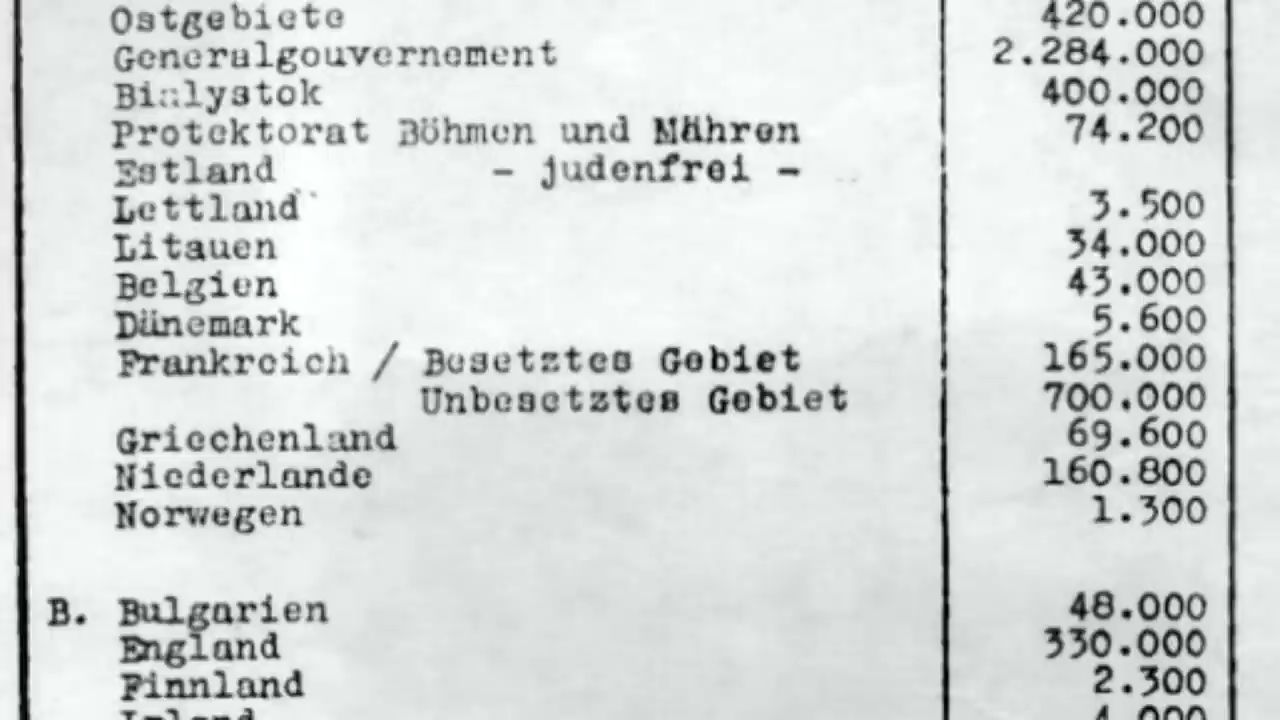 Ostgebiete 420.000
Generalgouvernement 2.284.000
Bialystok 400.000
Protektorat Böhmen und Mähren 74.200
Estland - judenfrei -
Lettland 3.500
Litauen 34.000
Belgien 43.000
Dänemark 5.600
Frankreich / Besetztes Gebiet 165.000
Unbesetztes Gebiet 700.000
Griechenland 69.600
Niederlande 160.800
Norwegen 1.300
B. Bulgarien 48.000
England 330.000
Finnland 2.300
Irland 4.000